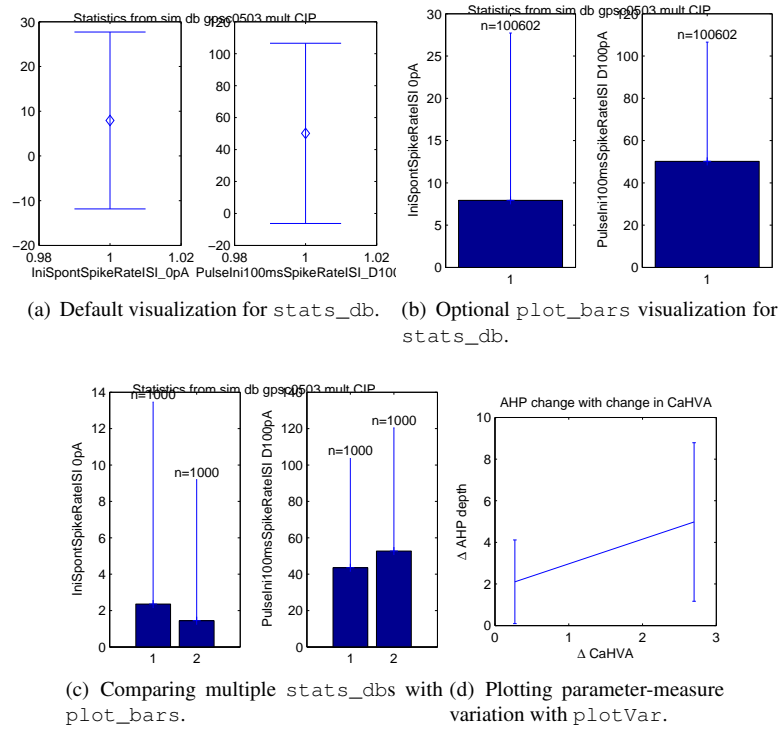 Statistics from sim db gpsc0503 mult CIP
30
20
10
0
−10
−20
0.98 1 1.02
IniSpontSpikeRateISI_0pA
120
100
80
60
40
20
0
−20
0.98 1 1.02
PulseIni100msSpikeRateISI_D100
(a) Default visualization for stats_db.
Statistics from sim db gpsc0503 mult CIP
IniSpontSpikeRateISI 0pA
30
25
20
15
10
5
0
n=100602
1
PulseIni100msSpikeRateISI D100pA
120
100
80
60
40
20
0
n=100602
1
(b) Optional plot_bars visualization for
stats_db.
Statistics from sim db gpsc0503 mult CIP
IniSpontSpikeRateISI 0pA
14
12
10
8
6
4
2
0
n=1000
n=1000
1 2
PulseIni100msSpikeRateISI D100pA
140
120
100
80
60
40
20
0
n=1000
n=1000
1 2
(c) Comparing multiple stats_dbs with
plot_bars.
AHP change with change in CaHVA
Δ AHP depth
10
8
6
4
2
0
0 1 2 3
Δ CaHVA
(d) Plotting parameter-measure
variation with plotVar.